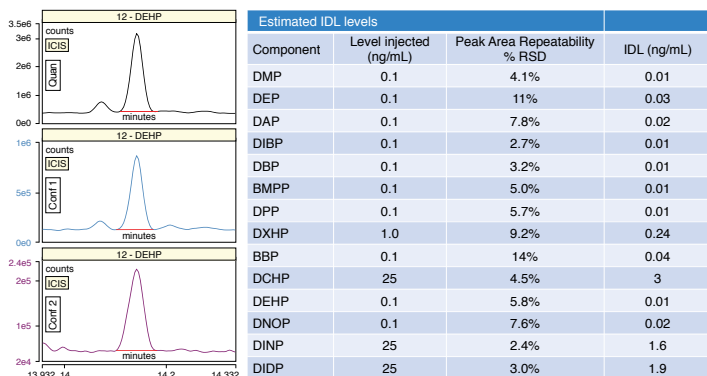 12 - DEHP
3.5e6
3e6
2e6
1e6
0e0
counts
ICIS
Quan
minutes
12 - DEHP
1e6
5e5
0e0
counts
ICIS
Conf 1
minutes
12 - DEHP
2.4e5
2e5
1e5
2e4
counts
ICIS
Conf 2
minutes
13.932 14 14.2 14.332
Estimated IDL levels
Component Level injected (ng/mL) Peak Area Repeatability % RSD IDL (ng/mL)
DMP 0.1 4.1% 0.01
DEP 0.1 11% 0.03
DAP 0.1 7.8% 0.02
DIBP 0.1 2.7% 0.01
DBP 0.1 3.2% 0.01
BMPP 0.1 5.0% 0.01
DPP 0.1 5.7% 0.01
DXHP 1.0 9.2% 0.24
BBP 0.1 14% 0.04
DCHP 25 4.5% 3
DEHP 0.1 5.8% 0.01
DNOP 0.1 7.6% 0.02
DINP 25 2.4% 1.6
DIDP 25 3.0% 1.9